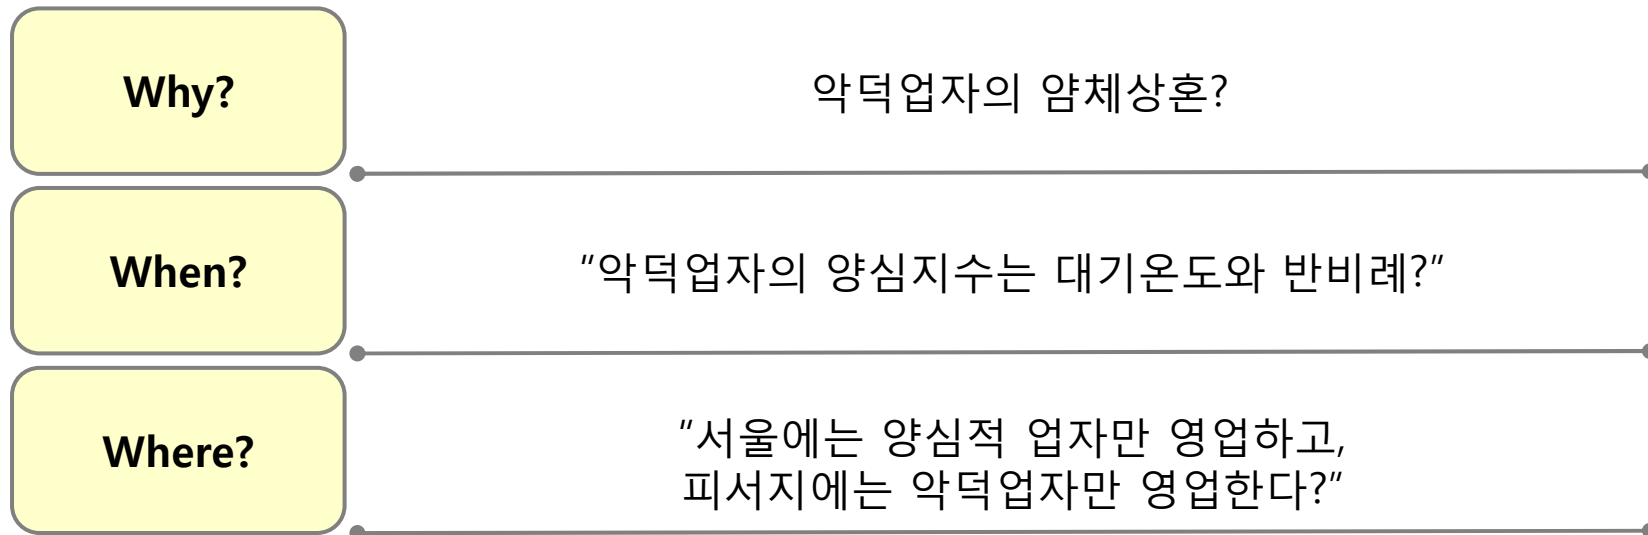 Why?
악덕업자의 얌체상혼?
When?
"악덕업자의 양심지수는 대기온도와 반비례?"
Where?
"서울에는 양심적 업자만 영업하고,
피서지에는 악덕업자만 영업한다?"